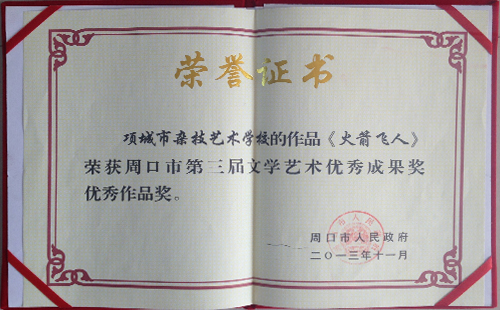 荣誉证书
项城市杂技艺术学校的作品《火箭飞人》
荣获周口市第三届文学艺术优秀成果奖
优秀作品奖。
周口市人民政府
二〇一三年十一月